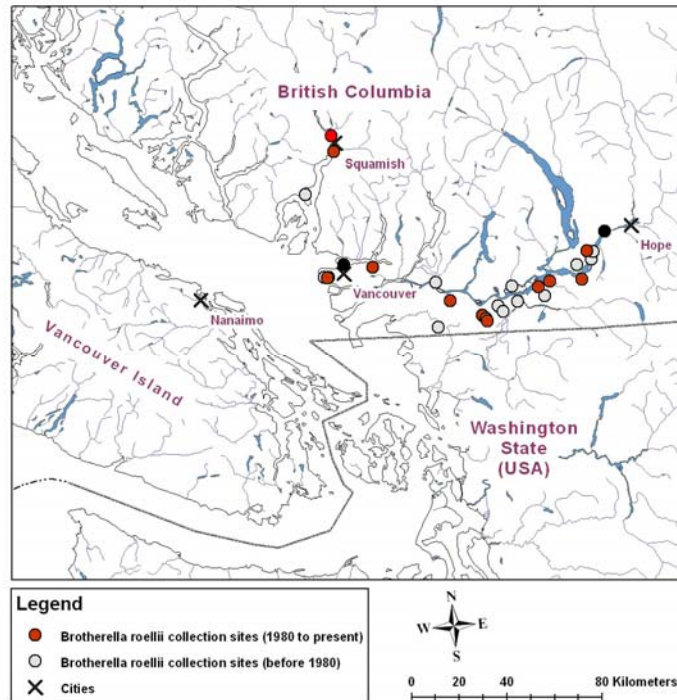 British Columbia
Squamish
Hope
Vancouver
Nanaimo
Vancouver Island
Washington
State
(USA)
Legend
Brotherella roellii collection sites (1980 to present)
Brotherella roellii collection sites (before 1980)
Cities
N
W E
S
0 20 40 80 Kilometers